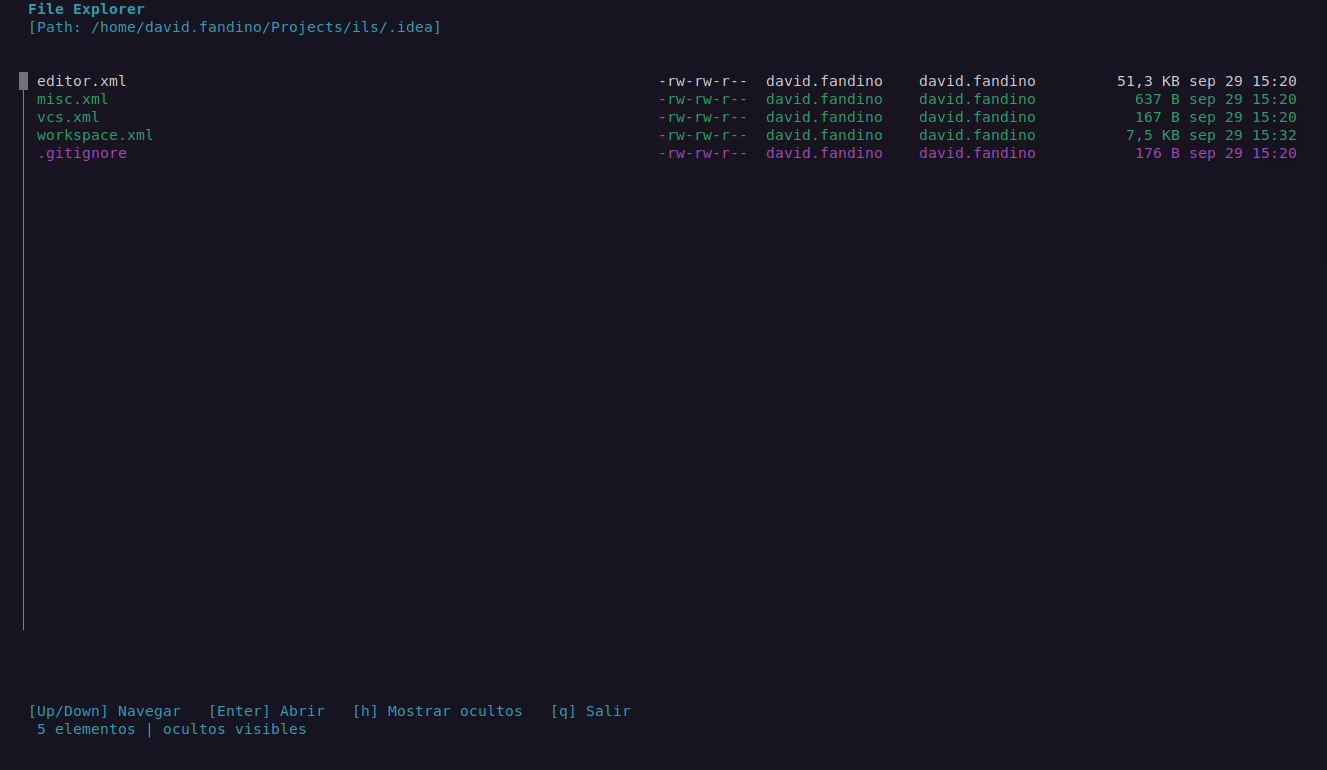 File Explorer
[Path: /home/david.fandino/Projects/ils/.idea]
editor.xml -rw-rw-r-- david.fandino david.fandino 51,3 KB sep 29 15:20
misc.xml -rw-rw-r-- david.fandino david.fandino 637 B sep 29 15:20
vcs.xml -rw-rw-r-- david.fandino david.fandino 167 B sep 29 15:20
workspace.xml -rw-rw-r-- david.fandino david.fandino 7,5 KB sep 29 15:32
.gitignore -rw-rw-r-- david.fandino david.fandino 176 B sep 29 15:20
[Up/Down] Navegar [Enter] Abrir [h] Mostrar ocultos [q] Salir
5 elementos | ocultos visibles